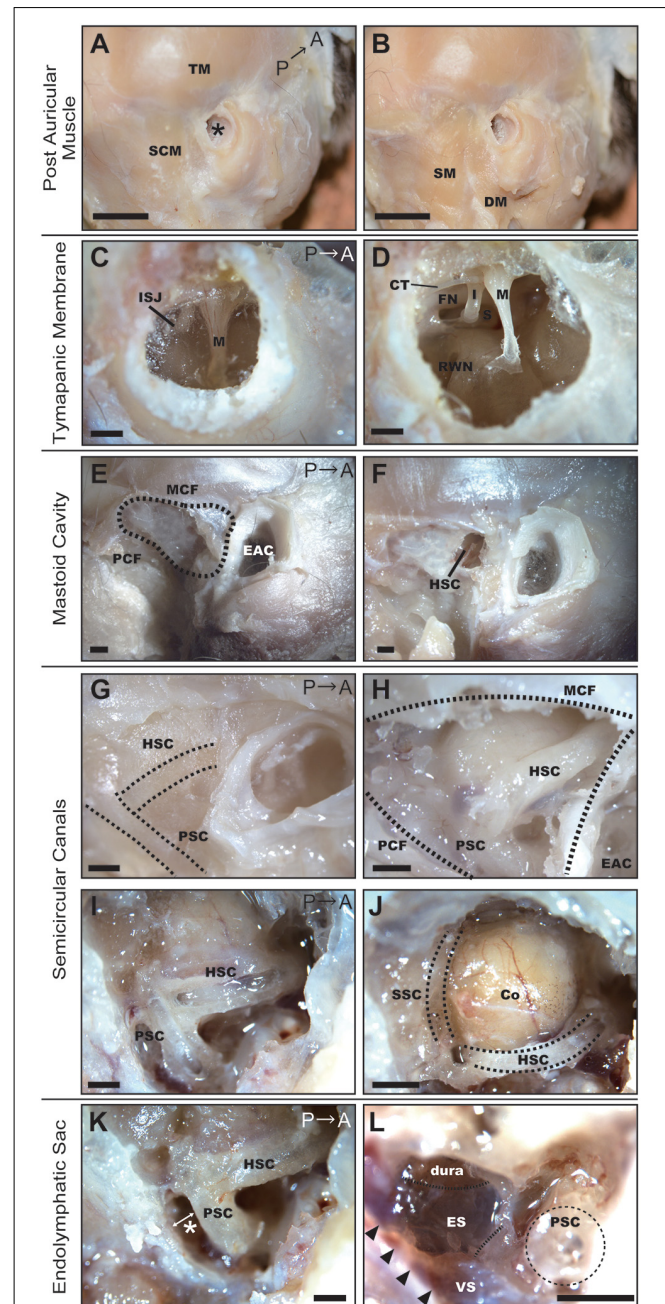 Post Auricular
Muscle
A
P → A
TM
*
SCM
B
SM
DM
Tymapanic Membrane
C
P → A
ISJ
M
D
CT
FN
I
M
S
RWN
Mastoid Cavity
E
P → A
MCF
PCF
EAC
F
HSC
Semicircular Canals
G
P → A
HSC
PSC
H
MCF
HSC
PCF
PSC
EAC
I
P → A
HSC
PSC
J
SSC
Co
HSC
Endolymphatic Sac
K
P → A
HSC
PSC
*
L
dura
ES
PSC
VS